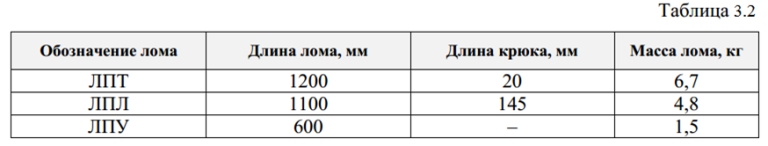 Таблица 3.2
Обозначение лома Длина лома, мм Длина крюка, мм Масса лома, кг
ЛПТ 1200 20 6,7
ЛПЛ 1100 145 4,8
ЛПУ 600 – 1,5